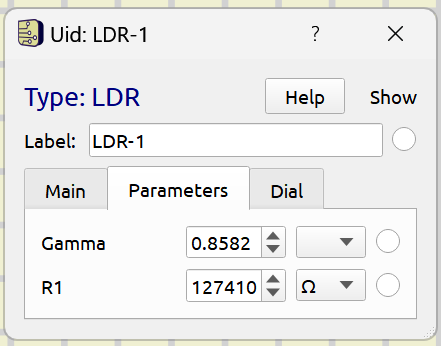 Uid: LDR-1 ?
Type: LDR Help Show
Label: LDR-1
Main Parameters Dial
Gamma 0.8582
R1 127410 Ω